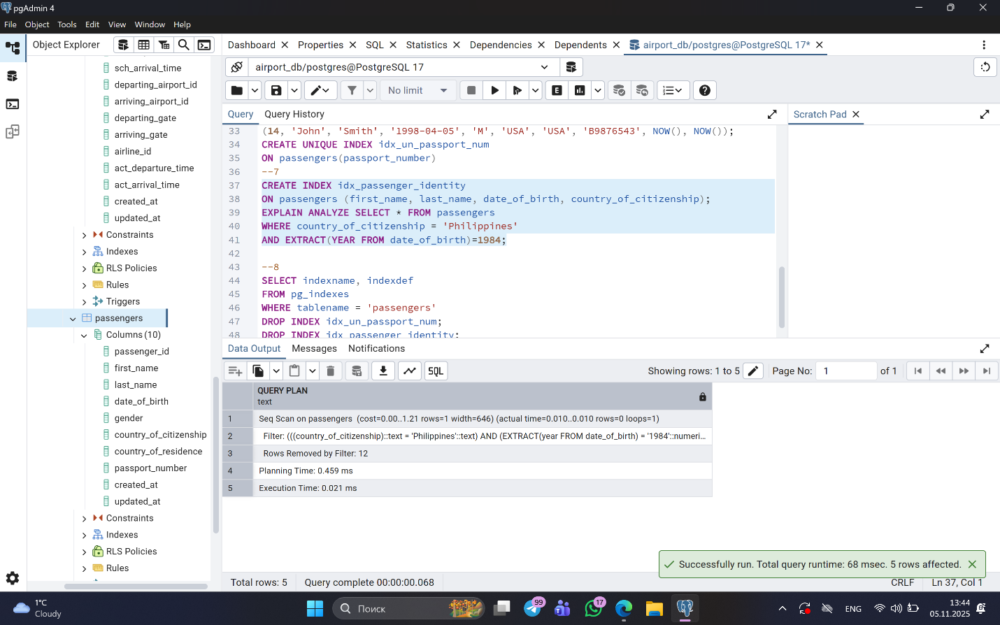 pgAdmin 4
File Object Tools Edit View Window Help
Object Explorer
Dashboard Properties SQL Statistics Dependencies Dependents airport_db/postgres@PostgreSQL 17*
sch_arrival_time
departing_airport_id
arriving_airport_id
departing_gate
arriving_gate
airline_id
act_departure_time
act_arrival_time
created_at
updated_at
Constraints
Indexes
RLS Policies
Rules
Triggers
passengers
Columns (10)
passenger_id
first_name
last_name
date_of_birth
gender
country_of_citizenship
country_of_residence
passport_number
created_at
updated_at
Constraints
Indexes
RLS Policies
Rules
airport_db/postgres@PostgreSQL 17
No limit
E
Query Query History
Scratch Pad
33 (14, 'John', 'Smith', '1998-04-05', 'M', 'USA', 'USA', 'B9876543', NOW(), NOW());
34 CREATE UNIQUE INDEX idx_un_passport_num
35 ON passengers(passport_number)
36 --7
37 CREATE INDEX idx_passenger_identity
38 ON passengers (first_name, last_name, date_of_birth, country_of_citizenship);
39 EXPLAIN ANALYZE SELECT * FROM passengers
40 WHERE country_of_citizenship = 'Philippines'
41 AND EXTRACT(YEAR FROM date_of_birth)=1984;
42
43 --8
44 SELECT indexname, indexdef
45 FROM pg_indexes
46 WHERE tablename = 'passengers'
47 DROP INDEX idx_un_passport_num;
48 DROP INDEX idx_passenger_identity;
Data Output Messages Notifications
SQL
Showing rows: 1 to 5 Page No: 1 of 1
QUERY PLAN
text
1 Seq Scan on passengers (cost=0.00..1.21 rows=1 width=646) (actual time=0.010..0.010 rows=0 loops=1)
2 Filter: (((country_of_citizenship)::text = 'Philippines'::text) AND (EXTRACT(year FROM date_of_birth) = '1984'::numeri...
3 Rows Removed by Filter: 12
4 Planning Time: 0.459 ms
5 Execution Time: 0.021 ms
Successfully run. Total query runtime: 68 msec. 5 rows affected.
Total rows: 5 Query complete 00:00:00.068
CRLF Ln 37, Col 1
1°C
Cloudy
Поиск
99
17
ENG
13:44
05.11.2025